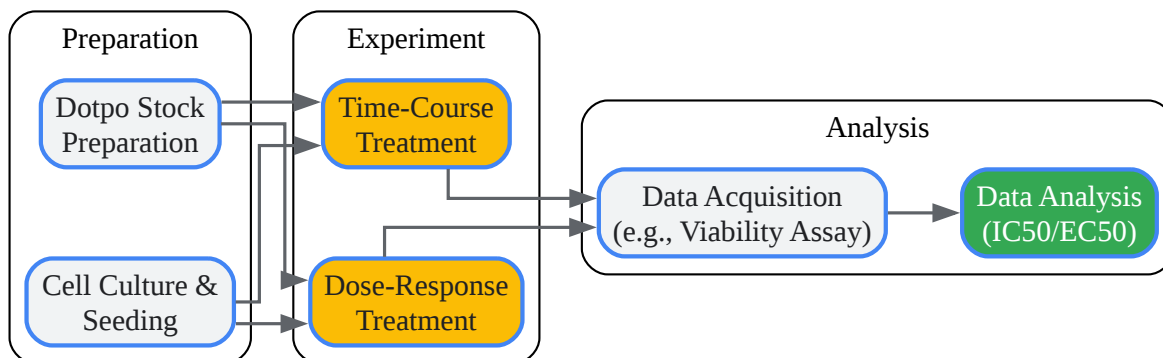 Preparation
Dotpo Stock
Preparation
Cell Culture &
Seeding
Experiment
Time-Course
Treatment
Dose-Response
Treatment
Analysis
Data Acquisition
(e.g., Viability Assay)
Data Analysis
(IC50/EC50)